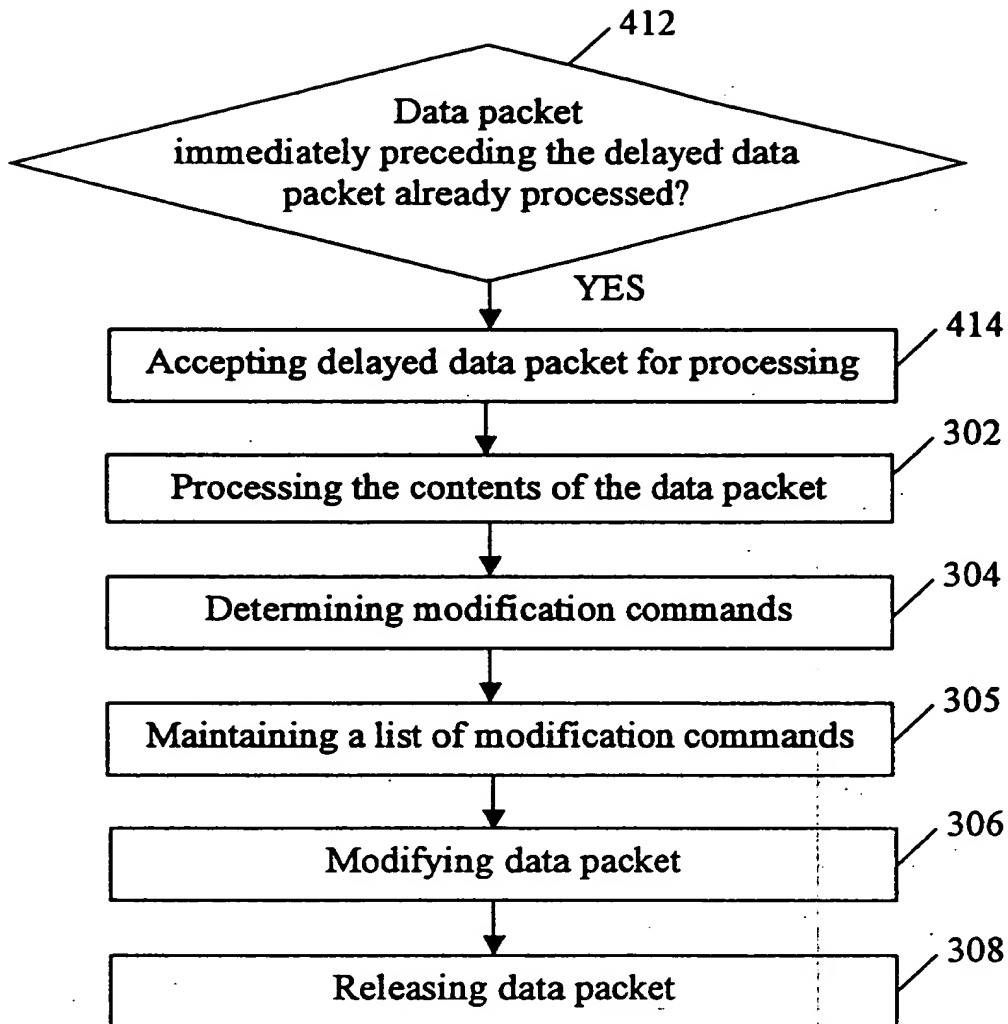 412
Data packet
immediately preceding the delayed data
packet already processed?
YES
414
Accepting delayed data packet for processing
302
Processing the contents of the data packet
304
Determining modification commands
305
Maintaining a list of modification commands
306
Modifying data packet
308
Releasing data packet